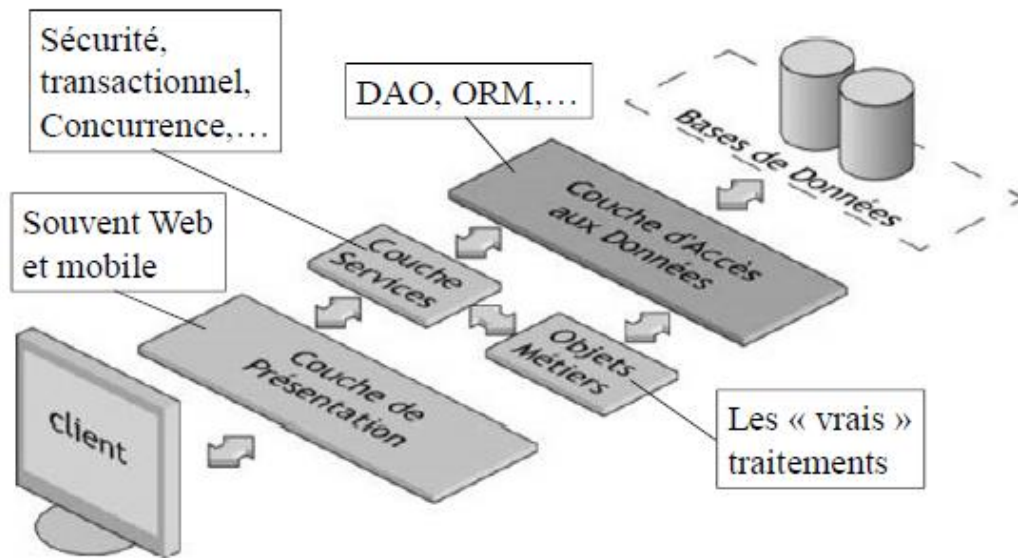 Sécurité,
transactionnel,
Concurrence,…
DAO, ORM,…
Bases de Données
Couche d'Accès
aux Données
Souvent Web
et mobile
Couche
Services
Objets
Métiers
Couche de
Présentation
client
Les « vrais »
traitements